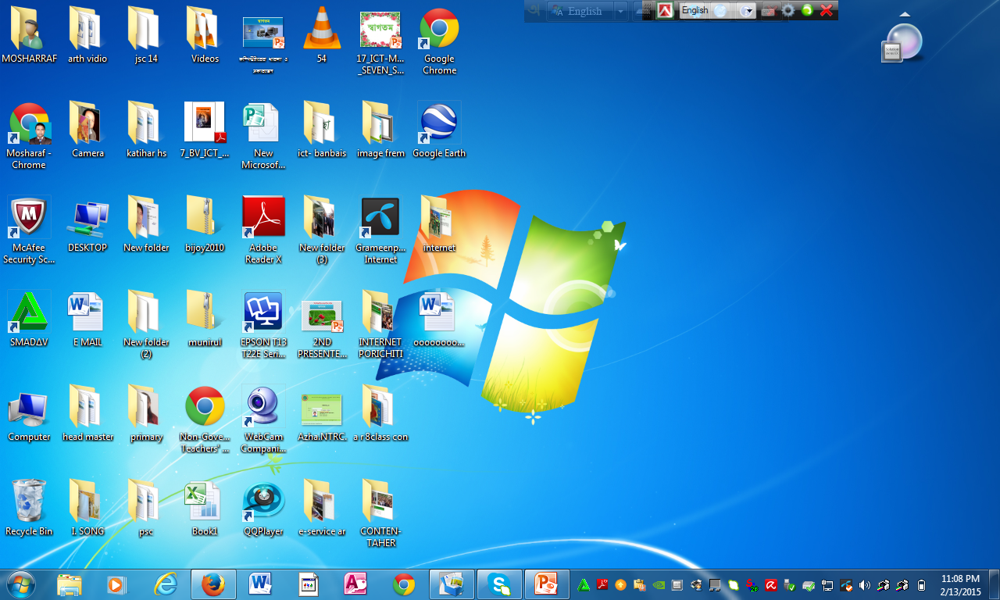 English
English
MOSHARRAF
arth vidio
jsc 14
Videos
54
17_ICT-M...
_SEVEN_S...
Google
Chrome
স্বাগতম
Mosharaf -
Chrome
Camera
katihar hs
7_BV_ICT_...
New
Microsof...
ict- banbais
image frem
Google Earth
McAfee
Security Sc...
DESKTOP
New folder
bijoy2010
Adobe
Reader X
New folder
(3)
Grameenp...
Internet
internet
SMADΔV
E MAIL
New folder
(2)
munirul
EPSON T13
T22E Seri...
2ND
PRESENTE...
INTERNET
PORICHITI
oooooooo...
Computer
head master
primary
Non-Gove...
Teachers' ...
WebCam
Compani...
Azha.NTRC.
a r 8class con
Recycle Bin
I. SONG
psc
Book1
QQPlayer
e-service ar
CONTEN-
TAHER
11:08 PM
2/13/2015